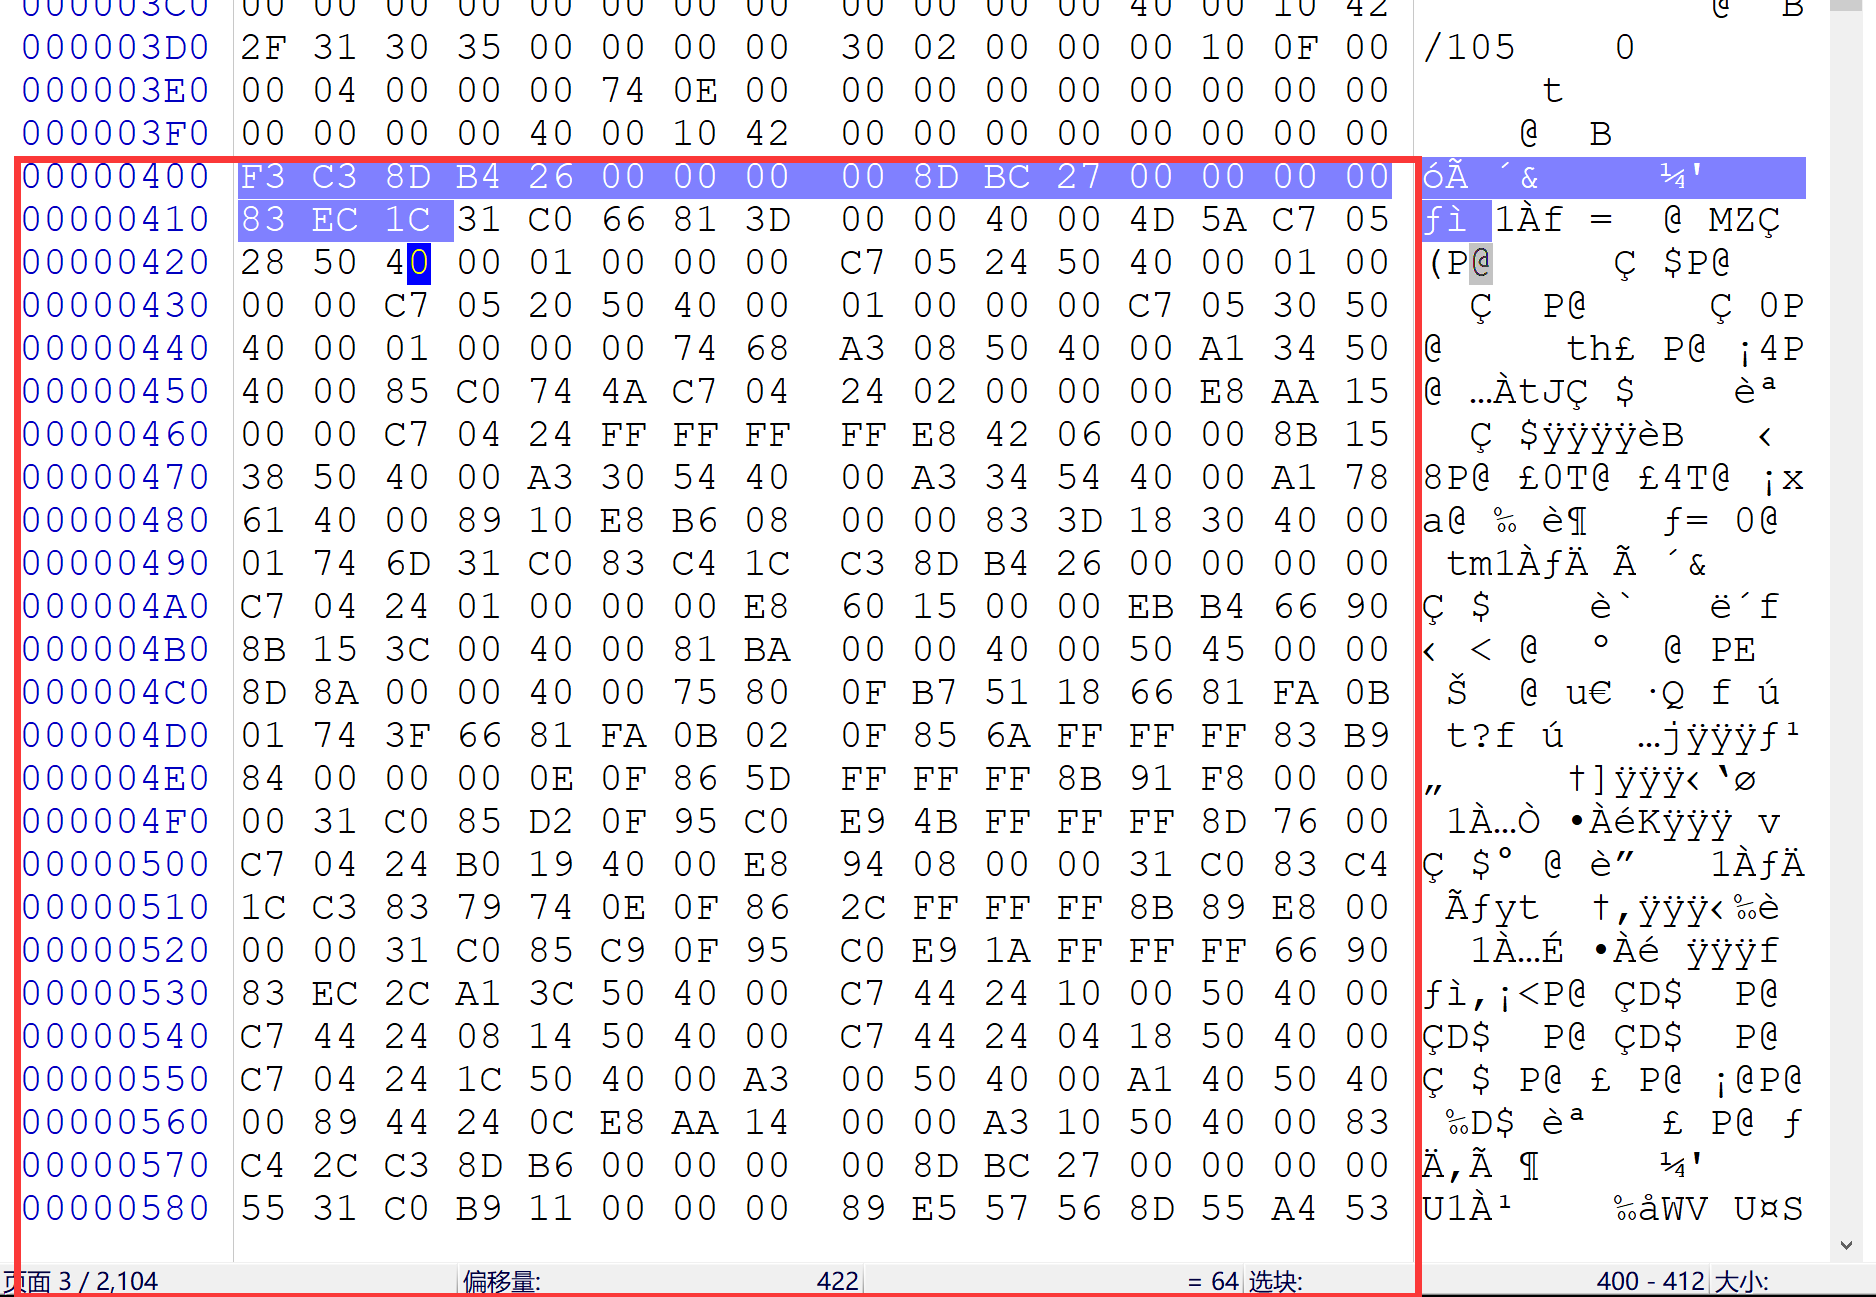 000003C0 00 00 00 00 00 00 00 00 00 00 00 00 40 00 10 42 @ B
000003D0 2F 31 30 35 00 00 00 00 30 02 00 00 00 10 0F 00 /105 0
000003E0 00 04 00 00 00 74 0E 00 00 00 00 00 00 00 00 00 t
000003F0 00 00 00 00 40 00 10 42 00 00 00 00 00 00 00 00 @ B
00000400 F3 C3 8D B4 26 00 00 00 00 8D BC 27 00 00 00 00 óÃ ´& ¼'
00000410 83 EC 1C 31 C0 66 81 3D 00 00 40 00 4D 5A C7 05 ƒì 1Àf = @ MZÇ
00000420 28 50 40 00 01 00 00 00 C7 05 24 50 40 00 01 00 (P@ Ç $P@
00000430 00 00 C7 05 20 50 40 00 01 00 00 00 C7 05 30 50 Ç P@ Ç 0P
00000440 40 00 01 00 00 00 74 68 A3 08 50 40 00 A1 34 50 @ th£ P@ ¡4P
00000450 40 00 85 C0 74 4A C7 04 24 02 00 00 00 E8 AA 15 @ …ÀtJÇ $ èª
00000460 00 00 C7 04 24 FF FF FF FF E8 42 06 00 00 8B 15 Ç $ÿÿÿÿèB ‹
00000470 38 50 40 00 A3 30 54 40 00 A3 34 54 40 00 A1 78 8P@ £0T@ £4T@ ¡x
00000480 61 40 00 89 10 E8 B6 08 00 00 83 3D 18 30 40 00 a@ ‰ è¶ ƒ= 0@
00000490 01 74 6D 31 C0 83 C4 1C C3 8D B4 26 00 00 00 00 tm1ÀƒÄ Ã ´&
000004A0 C7 04 24 01 00 00 00 E8 60 15 00 00 EB B4 66 90 Ç $ è` ë´f
000004B0 8B 15 3C 00 40 00 81 BA 00 00 40 00 50 45 00 00 ‹ < @ º @ PE
000004C0 8D 8A 00 00 40 00 75 80 0F B7 51 18 66 81 FA 0B Š @ u€ ·Q f ú
000004D0 01 74 3F 66 81 FA 0B 02 0F 85 6A FF FF FF 83 B9 t?f ú …jÿÿÿƒ¹
000004E0 84 00 00 00 0E 0F 86 5D FF FF FF 8B 91 F8 00 00 „ †]ÿÿÿ‹‘ø
000004F0 00 31 C0 85 D2 0F 95 C0 E9 4B FF FF FF 8D 76 00 1À…Ò •ÀéKÿÿÿ v
00000500 C7 04 24 B0 19 40 00 E8 94 08 00 00 31 C0 83 C4 Ç $° @ è” 1ÀƒÄ
00000510 1C C3 83 79 74 0E 0F 86 2C FF FF FF 8B 89 E8 00 Ãƒyt †,ÿÿÿ‹‰è
00000520 00 00 31 C0 85 C9 0F 95 C0 E9 1A FF FF FF 66 90 1À…É •Àé ÿÿÿf
00000530 83 EC 2C A1 3C 50 40 00 C7 44 24 10 00 50 40 00 ƒì,¡<P@ ÇD$ P@
00000540 C7 44 24 08 14 50 40 00 C7 44 24 04 18 50 40 00 ÇD$ P@ ÇD$ P@
00000550 C7 04 24 1C 50 40 00 A3 00 50 40 00 A1 40 50 40 Ç $ P@ £ P@ ¡@P@
00000560 00 89 44 24 0C E8 AA 14 00 00 A3 10 50 40 00 83 ‰D$ èª £ P@ ƒ
00000570 C4 2C C3 8D B6 00 00 00 00 8D BC 27 00 00 00 00 Ä,Ã ¶ ¼'
00000580 55 31 C0 B9 11 00 00 00 89 E5 57 56 8D 55 A4 53 U1À¹ ‰åWV U¤S
页面 3 / 2,104 偏移量: 422 = 64 选块: 400 - 412 大小: